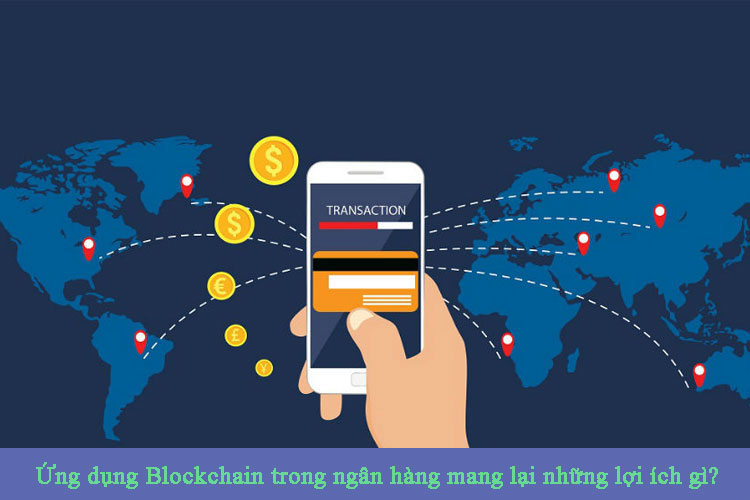 $
$
TRANSACTION
€
£
¥
Ứng dụng Blockchain trong ngân hàng mang lại những lợi ích gì?